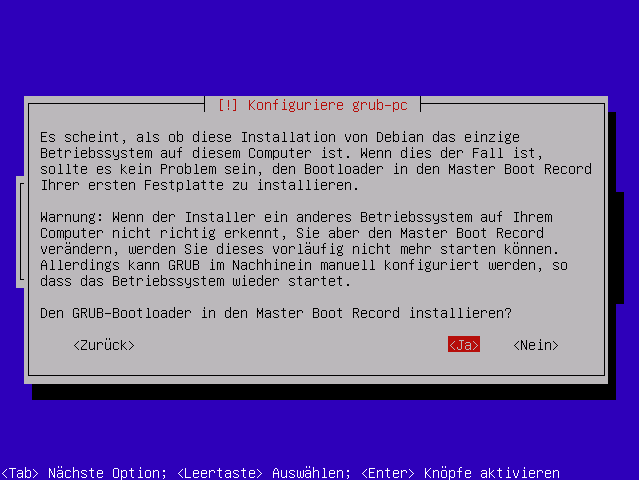 [!] Konfiguriere grub-pc
Es scheint, als ob diese Installation von Debian das einzige
Betriebssystem auf diesem Computer ist. Wenn dies der Fall ist,
sollte es kein Problem sein, den Bootloader in den Master Boot Record
Ihrer ersten Festplatte zu installieren.
Warnung: Wenn der Installer ein anderes Betriebssystem auf Ihrem
Computer nicht richtig erkennt, Sie aber den Master Boot Record
verändern, werden Sie dieses vorläufig nicht mehr starten können.
Allerdings kann GRUB im Nachhinein manuell konfiguriert werden, so
dass das Betriebssystem wieder startet.
Den GRUB-Bootloader in den Master Boot Record installieren?
<Zurück> <Ja> <Nein>
<Tab> Nächste Option; <Leertaste> Auswählen; <Enter> Knöpfe aktivieren